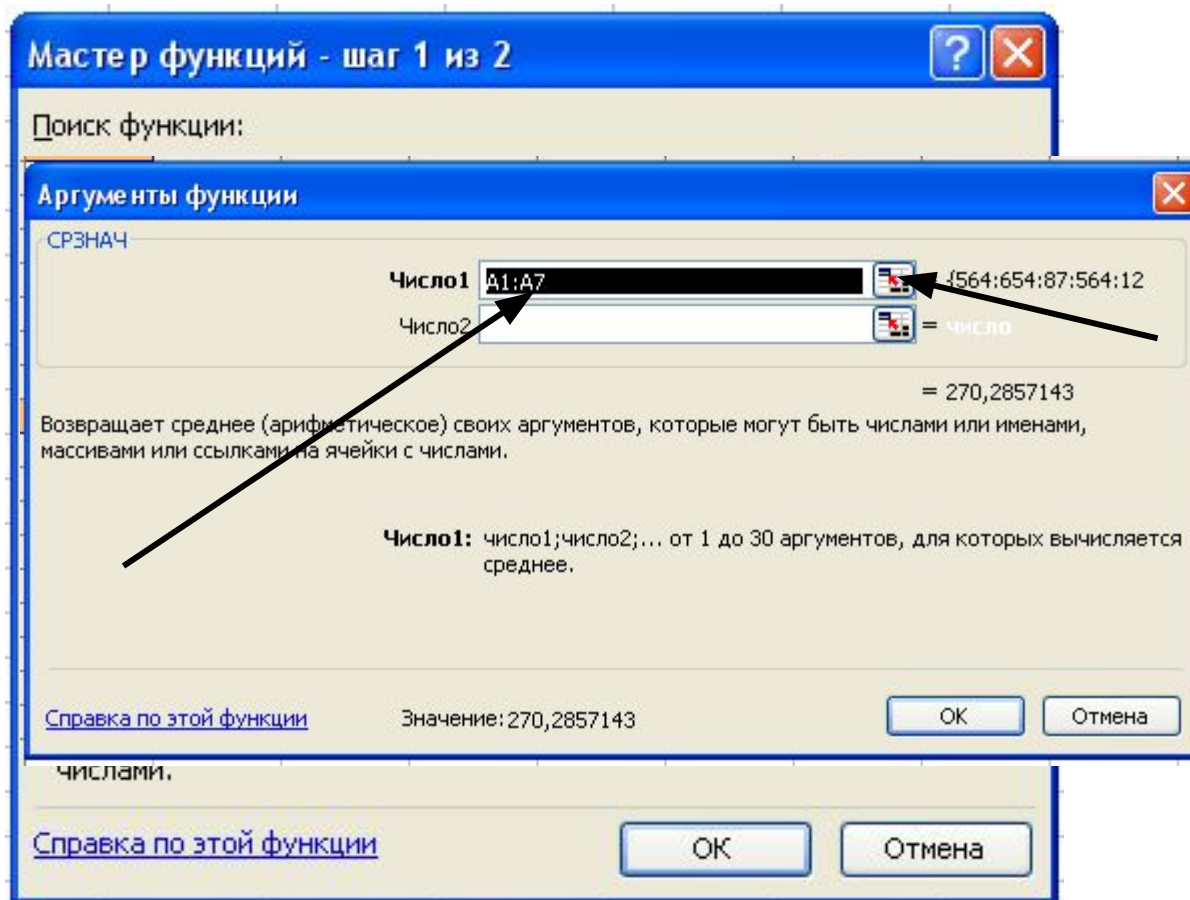 Мастер функций - шаг 1 из 2
Поиск функции:
Аргументы функции
СРЗНАЧ
Число1 A1:A7 {564:654:87:564:12
Число2 = число
= 270,2857143
Возвращает среднее (арифметическое) своих аргументов, которые могут быть числами или именами,
массивами или ссылками на ячейки с числами.
Число1: число1;число2;... от 1 до 30 аргументов, для которых вычисляется
среднее.
Справка по этой функции Значение:270,2857143 ОК Отмена
числами.
Справка по этой функции ОК Отмена